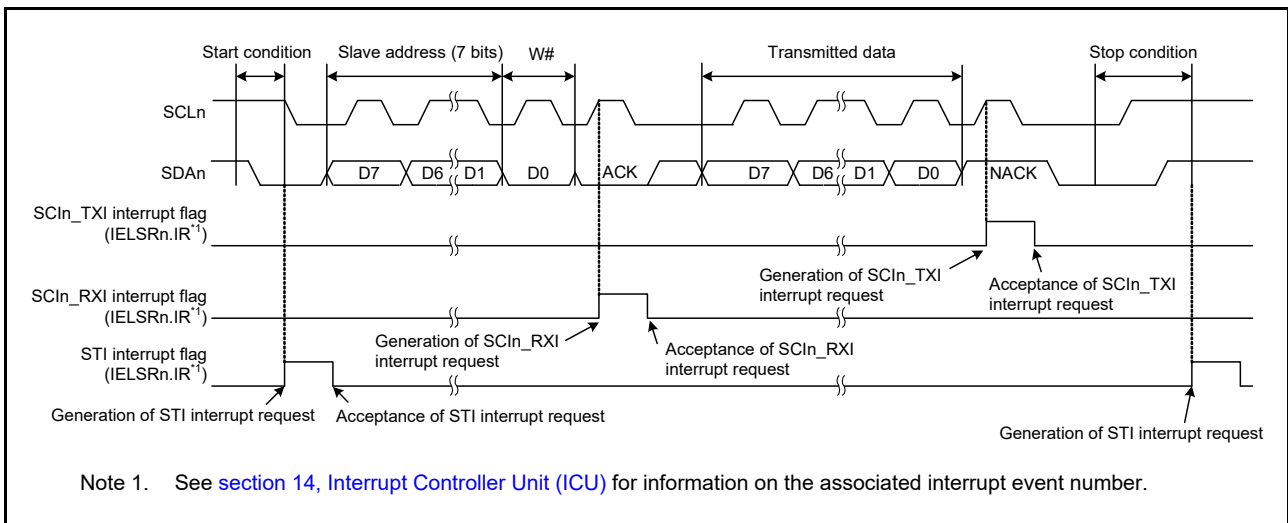 Start condition Slave address (7 bits) W# Transmitted data Stop condition
SCLn
SDAn D7 D6 D1 D0 ACK D7 D6 D1 D0 NACK
SCIn_TXI interrupt flag
(IELSRn.IR*1)
Generation of SCIn_TXI
interrupt request
Acceptance of SCIn_TXI
interrupt request
SCIn_RXI interrupt flag
(IELSRn.IR*1)
Generation of SCIn_RXI
interrupt request
Acceptance of SCIn_RXI
interrupt request
STI interrupt flag
(IELSRn.IR*1)
Generation of STI interrupt request Acceptance of STI interrupt request
Generation of STI interrupt request
Note 1. See section 14, Interrupt Controller Unit (ICU) for information on the associated interrupt event number.